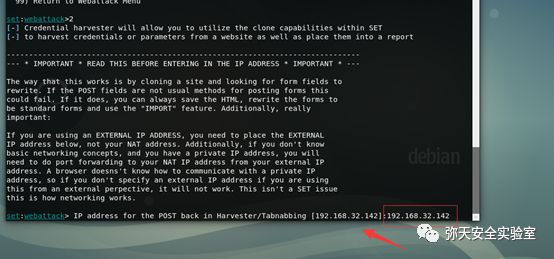 99) Return to Webattack Menu
set:webattack>2
[-] Credential harvester will allow you to utilize the clone capabilities within SET
[-] to harvest credentials or parameters from a website as well as place them into a report
-------------------------------------------------------------------------------
--- * IMPORTANT * READ THIS BEFORE ENTERING IN THE IP ADDRESS * IMPORTANT * ---
The way that this works is by cloning a site and looking for form fields to
rewrite. If the POST fields are not usual methods for posting forms this
could fail. If it does, you can always save the HTML, rewrite the forms to
be standard forms and use the "IMPORT" feature. Additionally, really
important:
If you are using an EXTERNAL IP ADDRESS, you need to place the EXTERNAL
IP address below, not your NAT address. Additionally, if you don't know
basic networking concepts, and you have a private IP address, you will
need to do port forwarding to your NAT IP address from your external IP
address. A browser doesn't know how to communicate with a private IP
address, so if you don't specify an external IP address if you are using
this from an external perpective, it will not work. This isn't a SET issue
this is how networking works.
set:webattack> IP address for the POST back in Harvester/Tabnabbing [192.168.32.142]:192.168.32.142
debian
弥天安全实验室